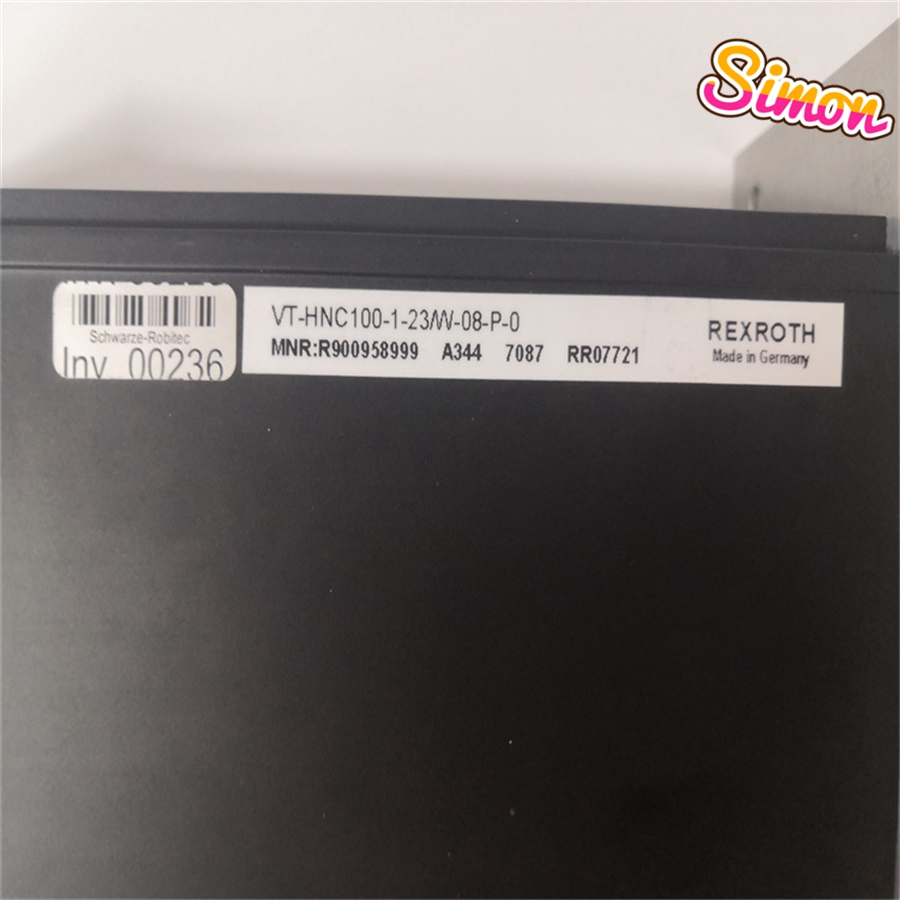 Simon
Schwarze-Robitec
Inv 00236
VT-HNC100-1-23/W-08-P-0
MNR:R900958999 A344 7087 RR07721
REXROTH
Made in Germany